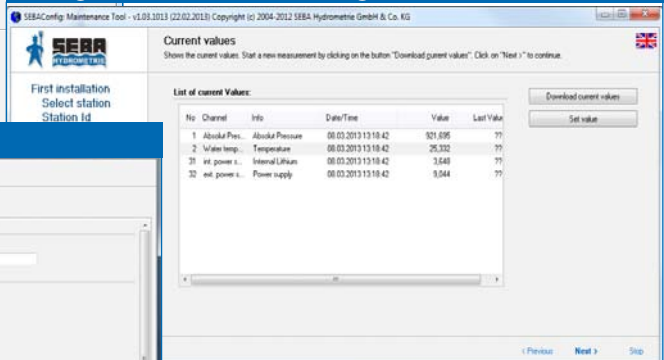 SEBAConfig: Maintenance Tool - v1.03.1013 (22.02.2013) Copyright (c) 2004-2012 SEBA Hydrometrie GmbH & Co. KG
SEBA
HYDROMETRIE
Current values
Shows the current values. Start a new measurement by clicking on the button "Download current values". Click on "Next >" to continue.
First installation
Select station
Station Id
List of current Values:
No Channel Info Date/Time Value Last Value
1 Absolut Pres... Absolut Pressure 08.03.2013 13:18:42 921,695 ??
2 Water temp... Temperature 08.03.2013 13:18:42 25,332 ??
31 int. power s... Internal Lithium 08.03.2013 13:18:42 3,648 ??
32 ext. power s... Power supply 08.03.2013 13:18:42 9,044 ??
Download current values
Set value
< Previous Next > Stop